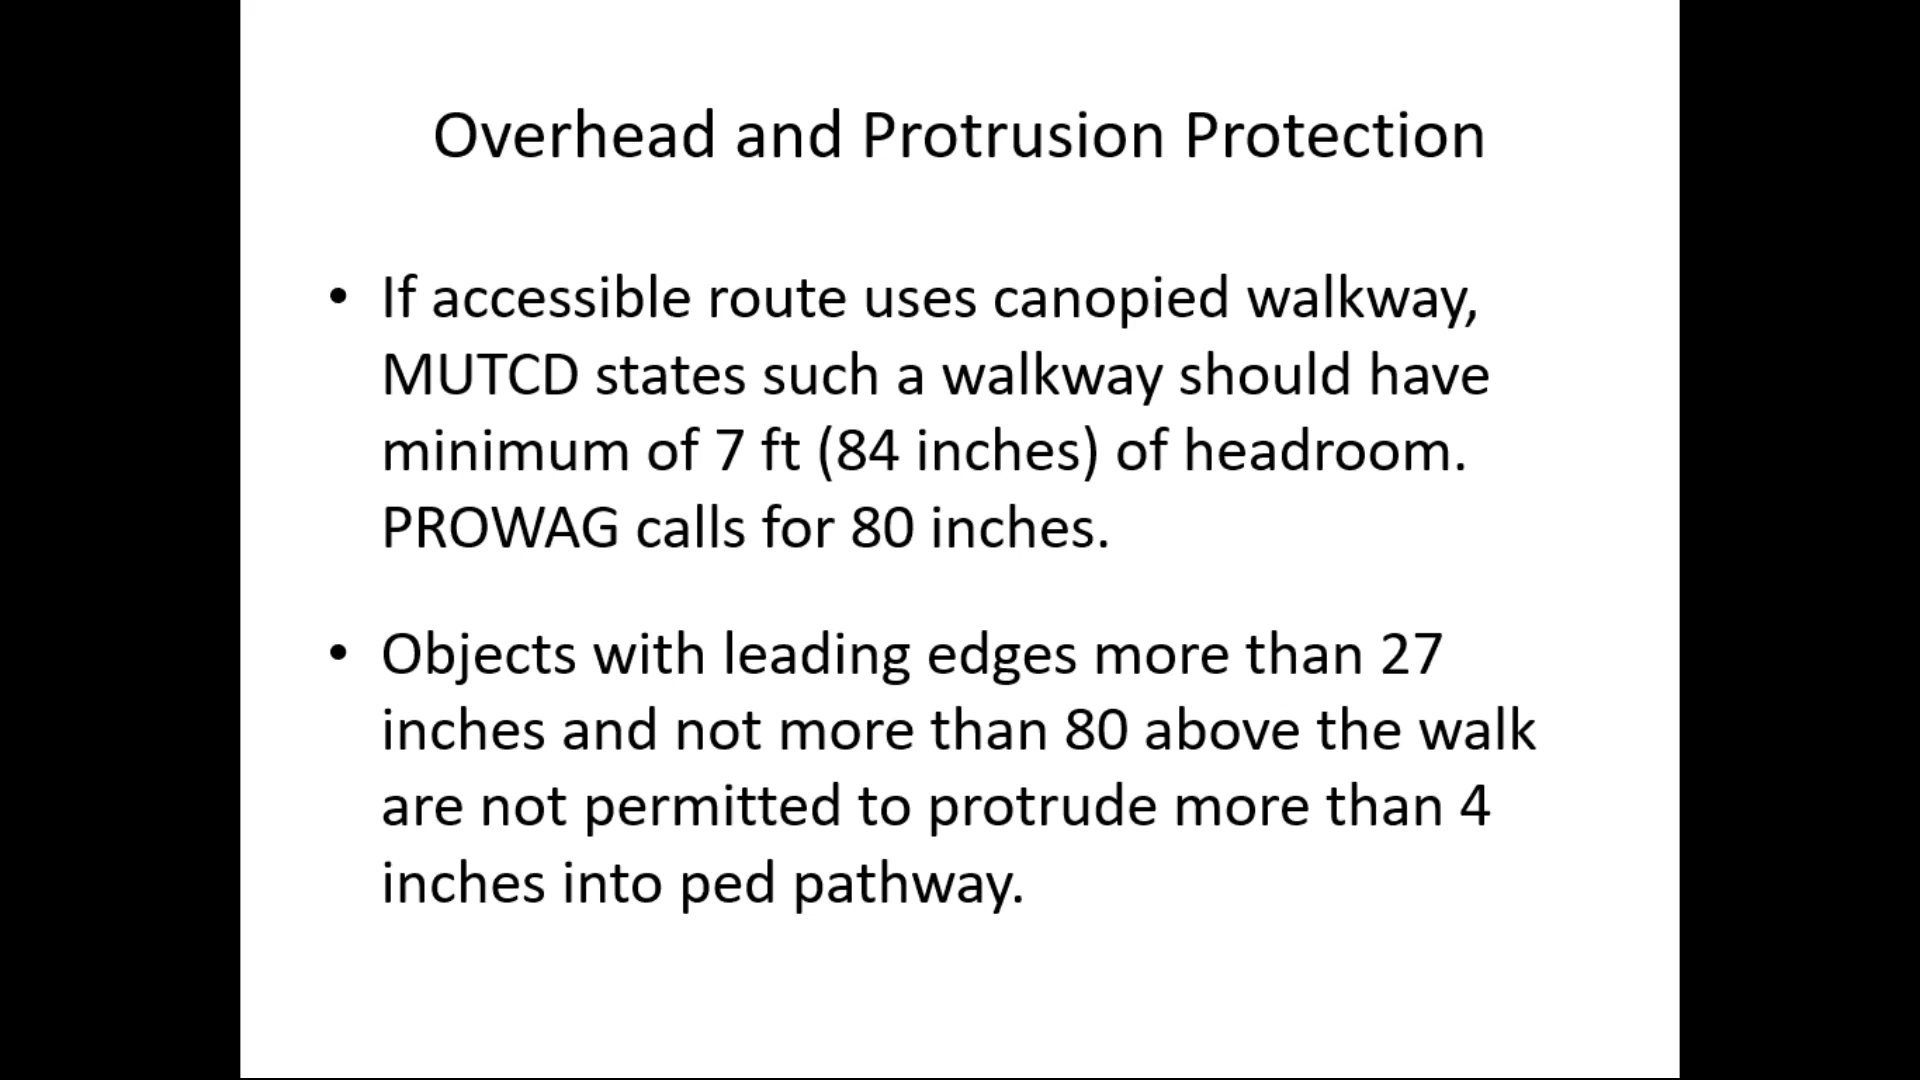 Overhead and Protrusion Protection
• If accessible route uses canopied walkway,
MUTCD states such a walkway should have
minimum of 7 ft (84 inches) of headroom.
PROWAG calls for 80 inches.
• Objects with leading edges more than 27
inches and not more than 80 above the walk
are not permitted to protrude more than 4
inches into ped pathway.